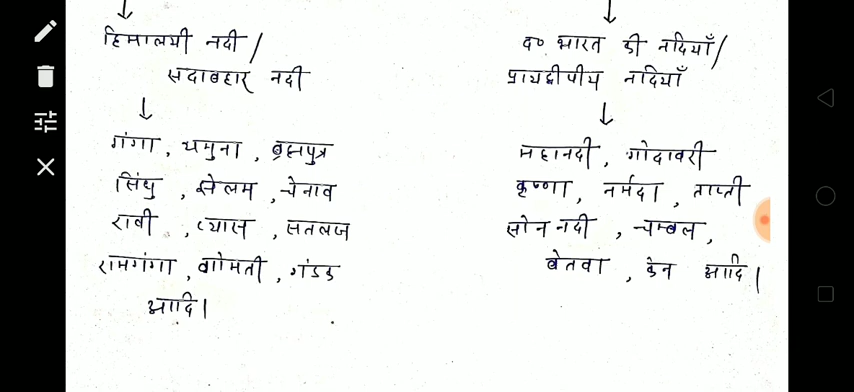 हिमालयी नदी /
सदाबहार नदी
गंगा, यमुना, ब्रह्मपुत्र
सिंधु, झेलम, चेनाव
रावी, व्यास, सतलज
रामगंगा, गोमती, गंडक
आदि।
द० भारत की नदियाँ /
प्रायद्वीपीय नदियाँ
महानदी, गोदावरी
कृष्णा, नर्मदा, ताप्ती
सोन नदी, चम्बल,
बेतवा, केन आदि।